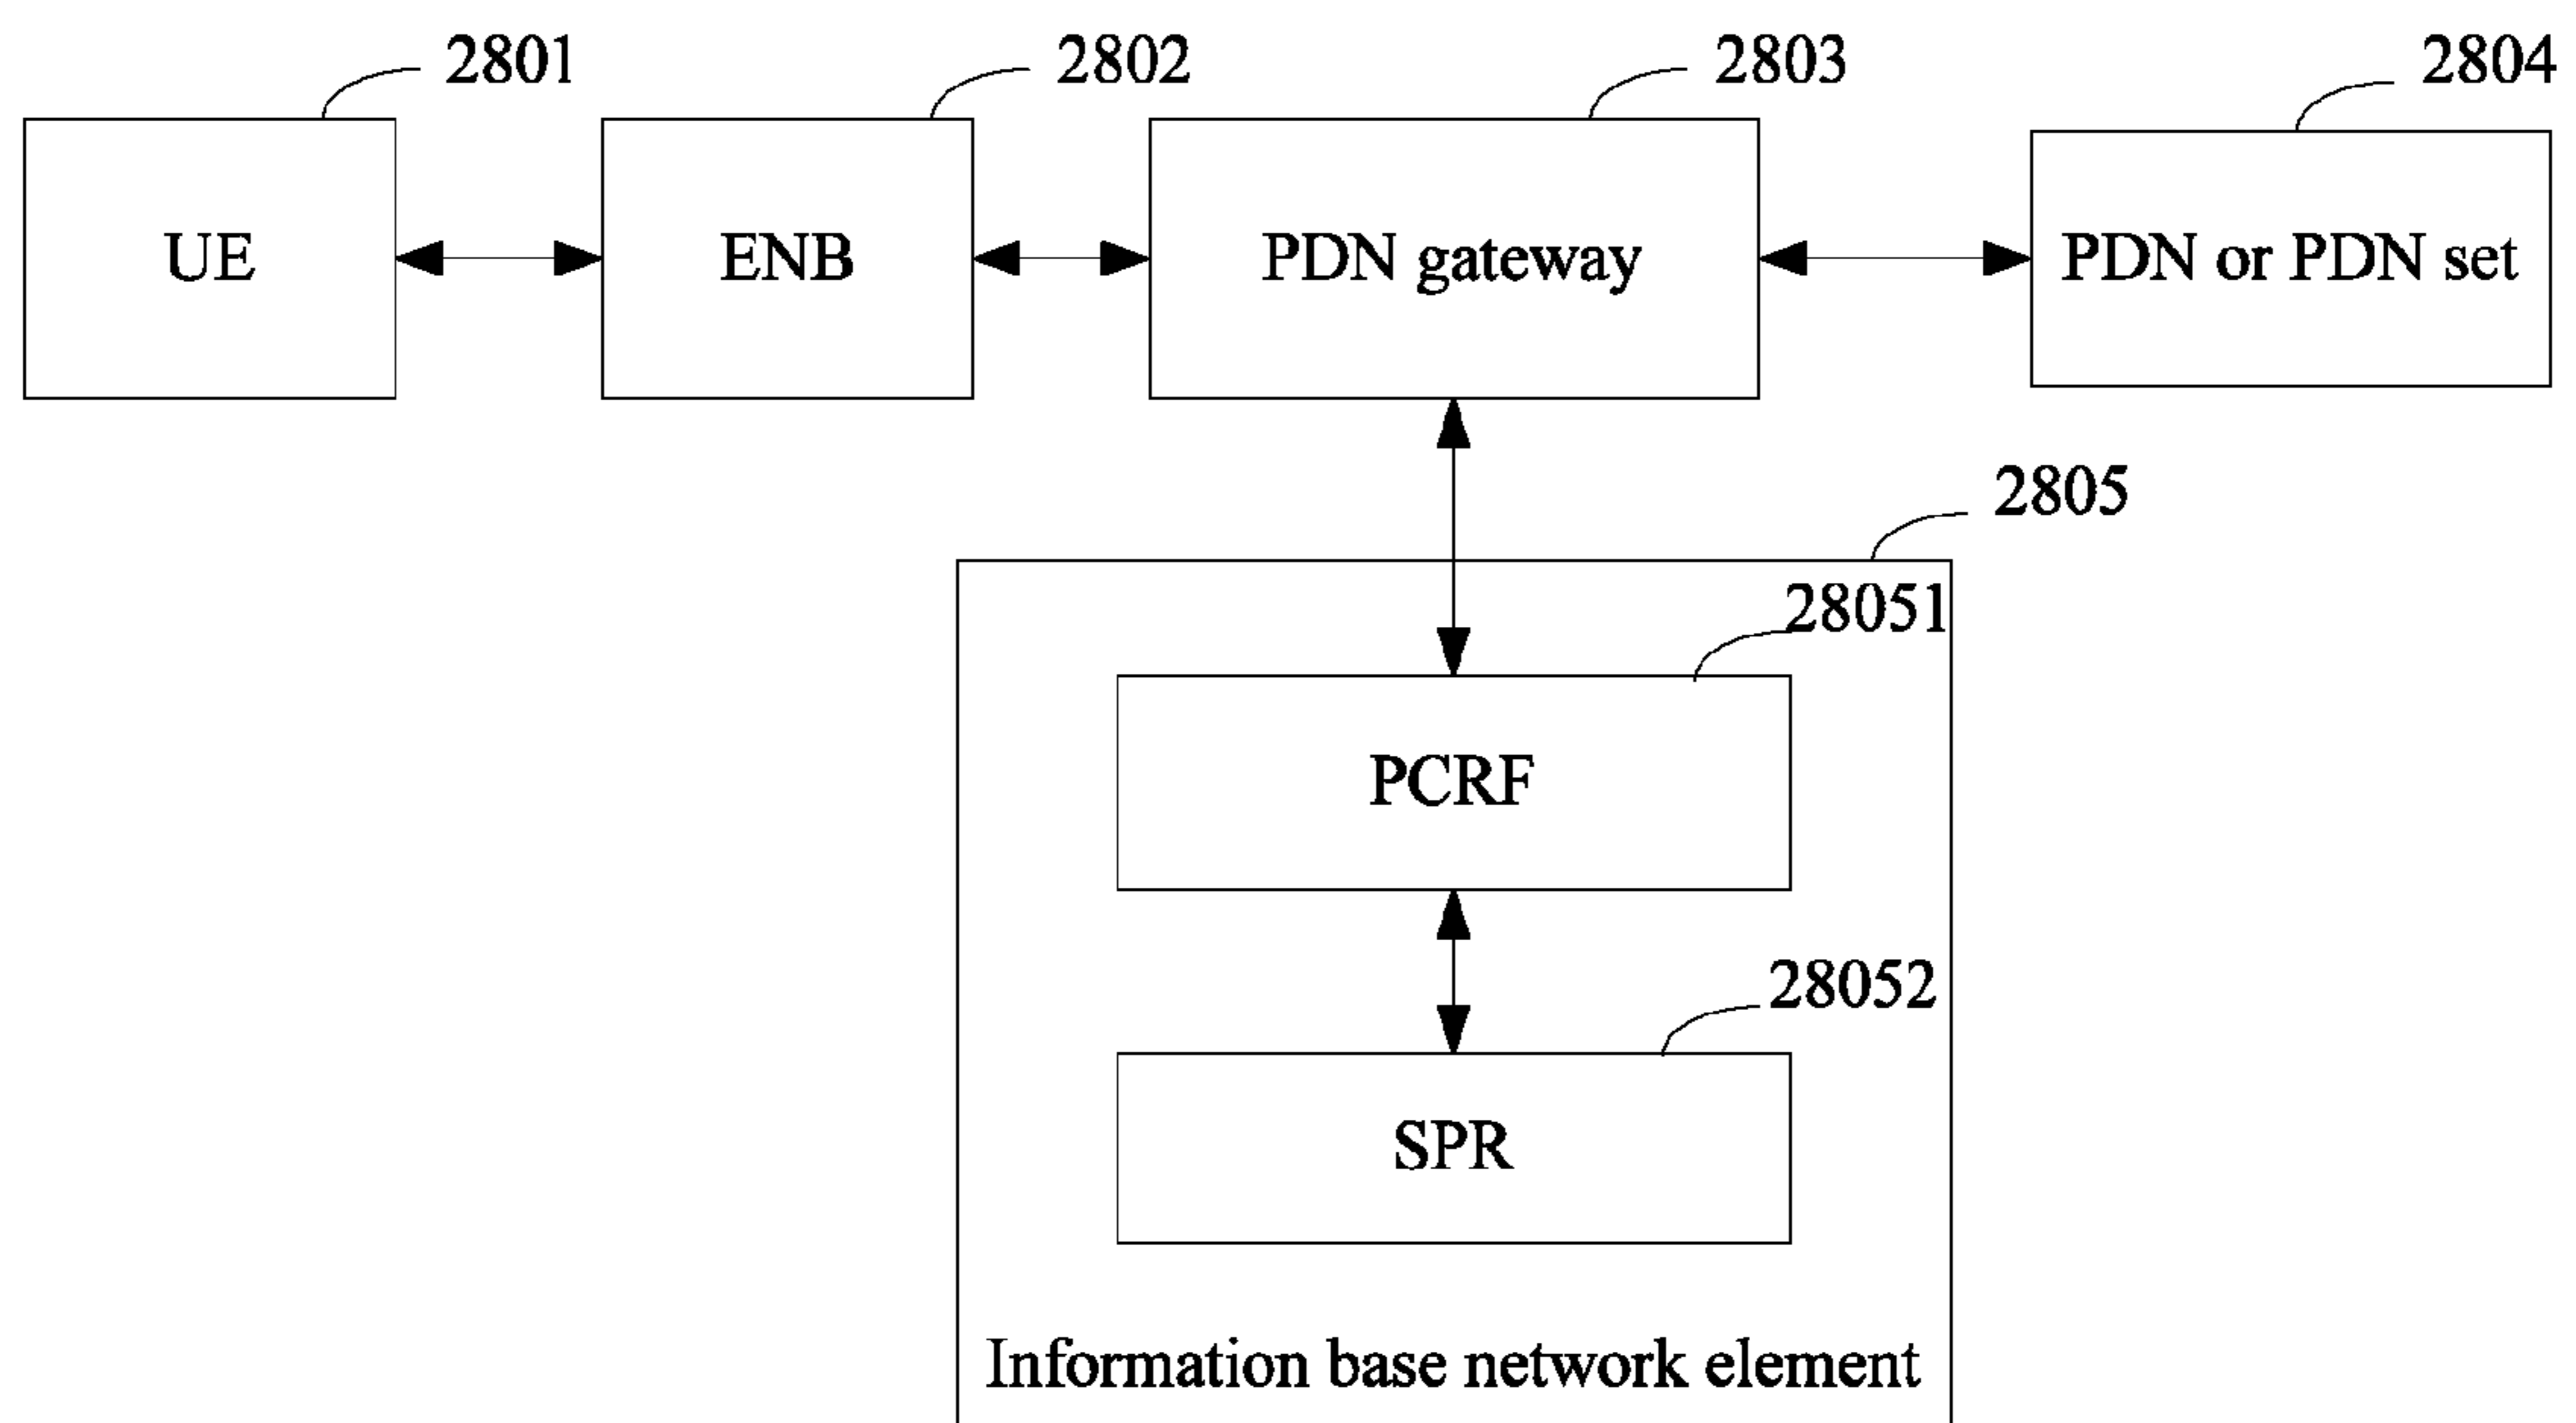 2801
2802
2803
2804
UE
ENB
PDN gateway
PDN or PDN set
2805
28051
PCRF
28052
SPR
Information base network element